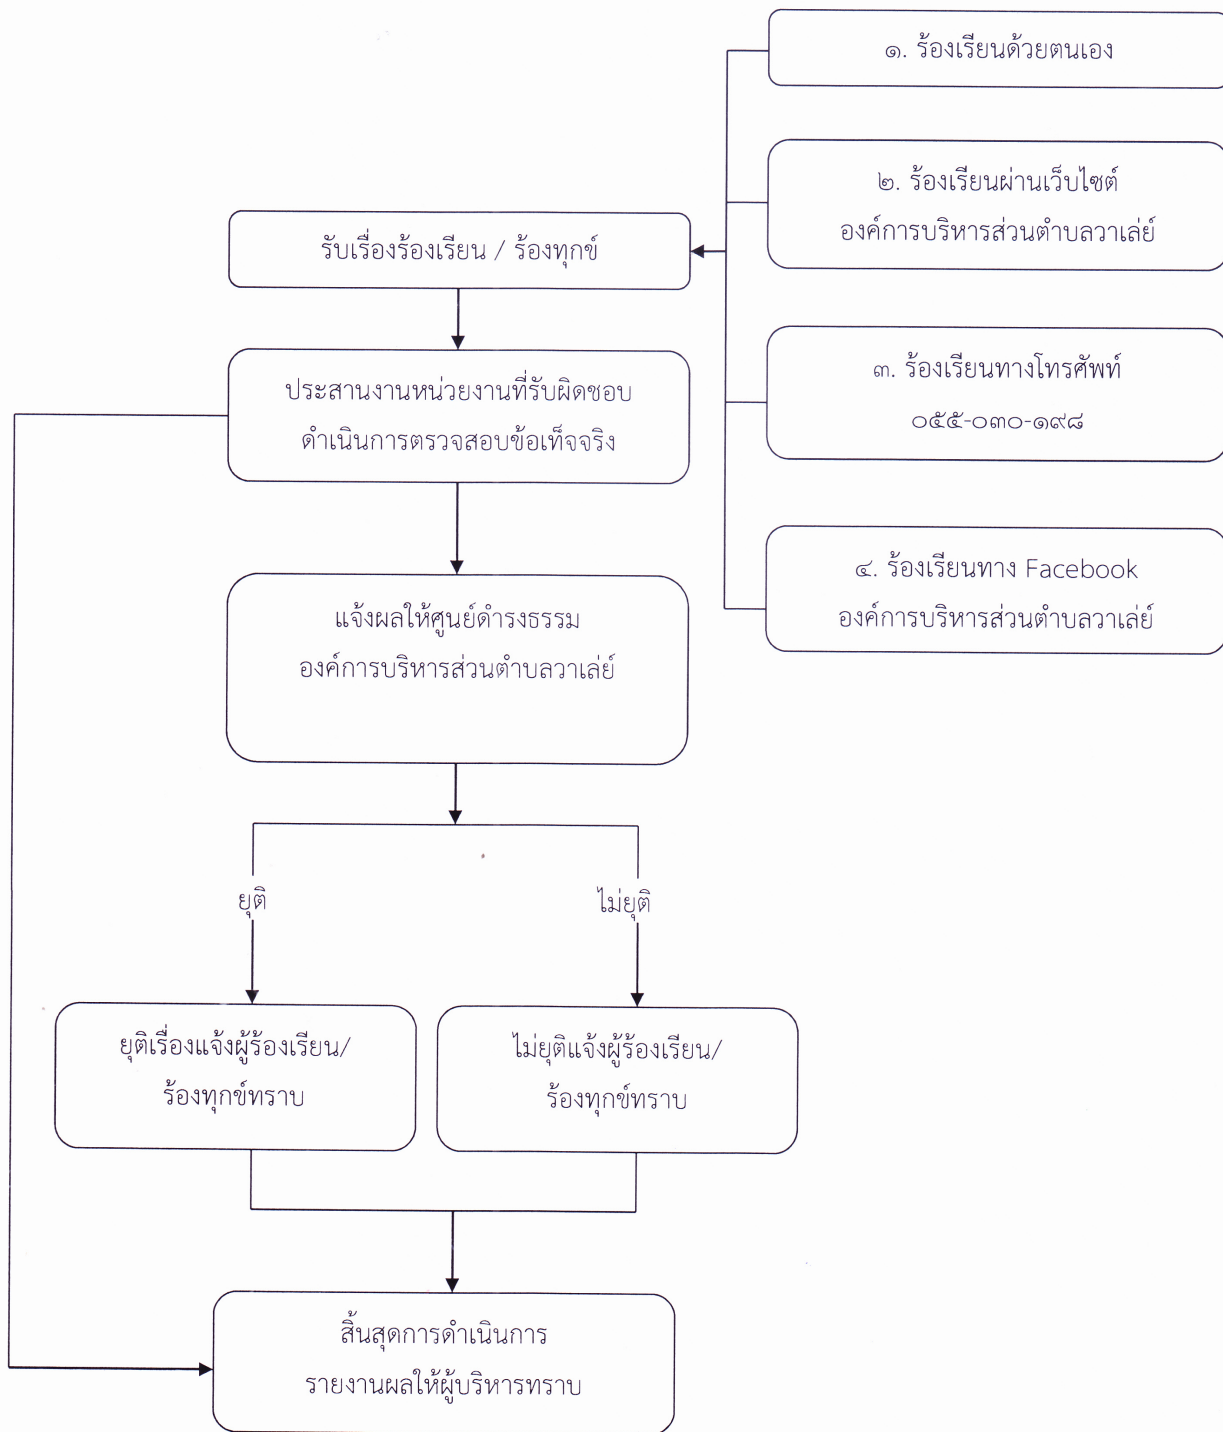 ๑. ร้องเรียนด้วยตนเอง
๒. ร้องเรียนผ่านเว็บไซต์
องค์การบริหารส่วนตำบลวาเล่ย์
๓. ร้องเรียนทางโทรศัพท์
๐๕๕-๐๓๐-๑๙๘
๔. ร้องเรียนทาง Facebook
องค์การบริหารส่วนตำบลวาเล่ย์
รับเรื่องร้องเรียน / ร้องทุกข์
ประสานงานหน่วยงานที่รับผิดชอบ
ดำเนินการตรวจสอบข้อเท็จจริง
แจ้งผลให้ศูนย์ดำรงธรรม
องค์การบริหารส่วนตำบลวาเล่ย์
ยุติ
ไม่ยุติ
ยุติเรื่องแจ้งผู้ร้องเรียน/
ร้องทุกข์ทราบ
ไม่ยุติแจ้งผู้ร้องเรียน/
ร้องทุกข์ทราบ
สิ้นสุดการดำเนินการ
รายงานผลให้ผู้บริหารทราบ